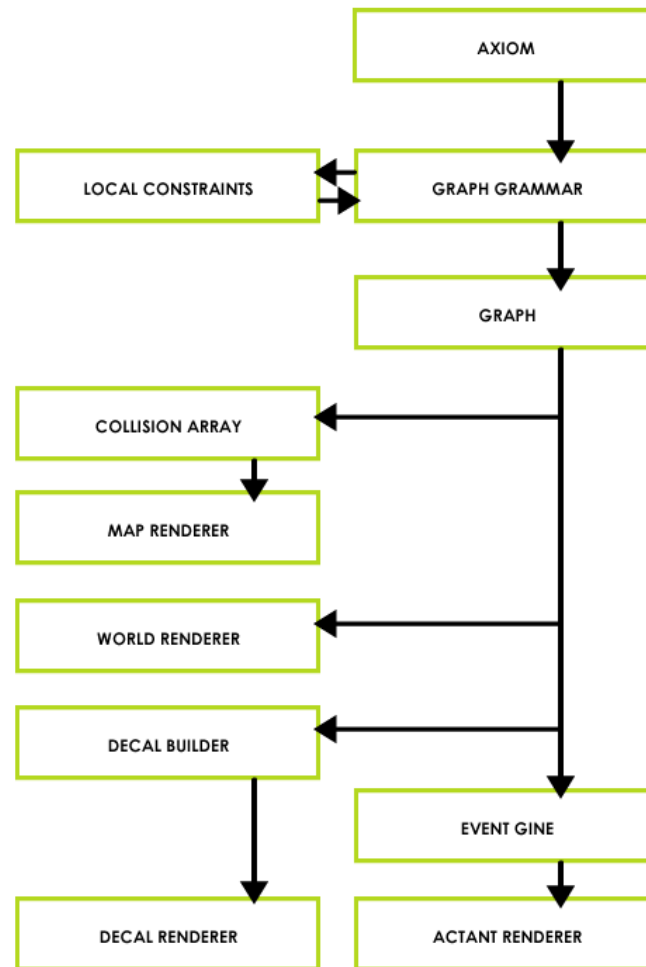 AXIOM
LOCAL CONSTRAINTS
GRAPH GRAMMAR
GRAPH
COLLISION ARRAY
MAP RENDERER
WORLD RENDERER
DECAL BUILDER
EVENT GINE
DECAL RENDERER
ACTANT RENDERER